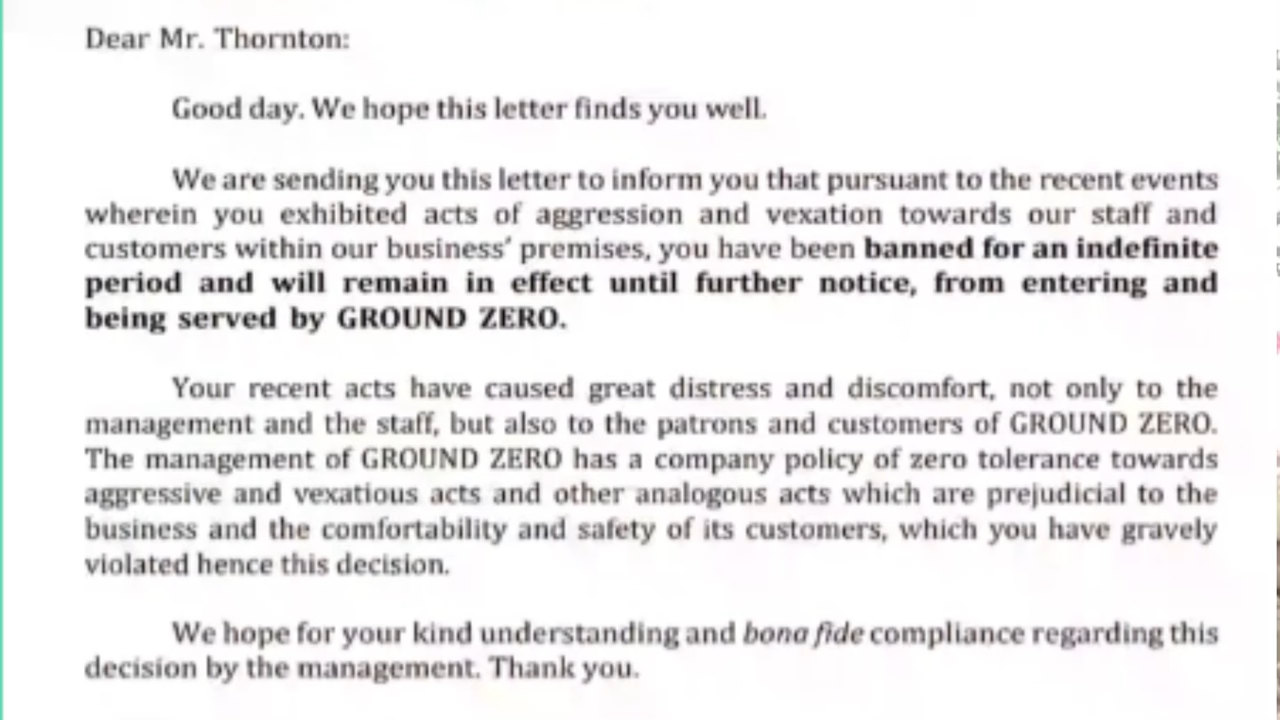 Dear Mr. Thornton:
Good day. We hope this letter finds you well.
We are sending you this letter to inform you that pursuant to the recent events
wherein you exhibited acts of aggression and vexation towards our staff and
customers within our business' premises, you have been banned for an indefinite
period and will remain in effect until further notice, from entering and
being served by GROUND ZERO.
Your recent acts have caused great distress and discomfort, not only to the
management and the staff, but also to the patrons and customers of GROUND ZERO.
The management of GROUND ZERO has a company policy of zero tolerance towards
aggressive and vexatious acts and other analogous acts which are prejudicial to the
business and the comfortability and safety of its customers, which you have gravely
violated hence this decision.
We hope for your kind understanding and bona fide compliance regarding this
decision by the management. Thank you.